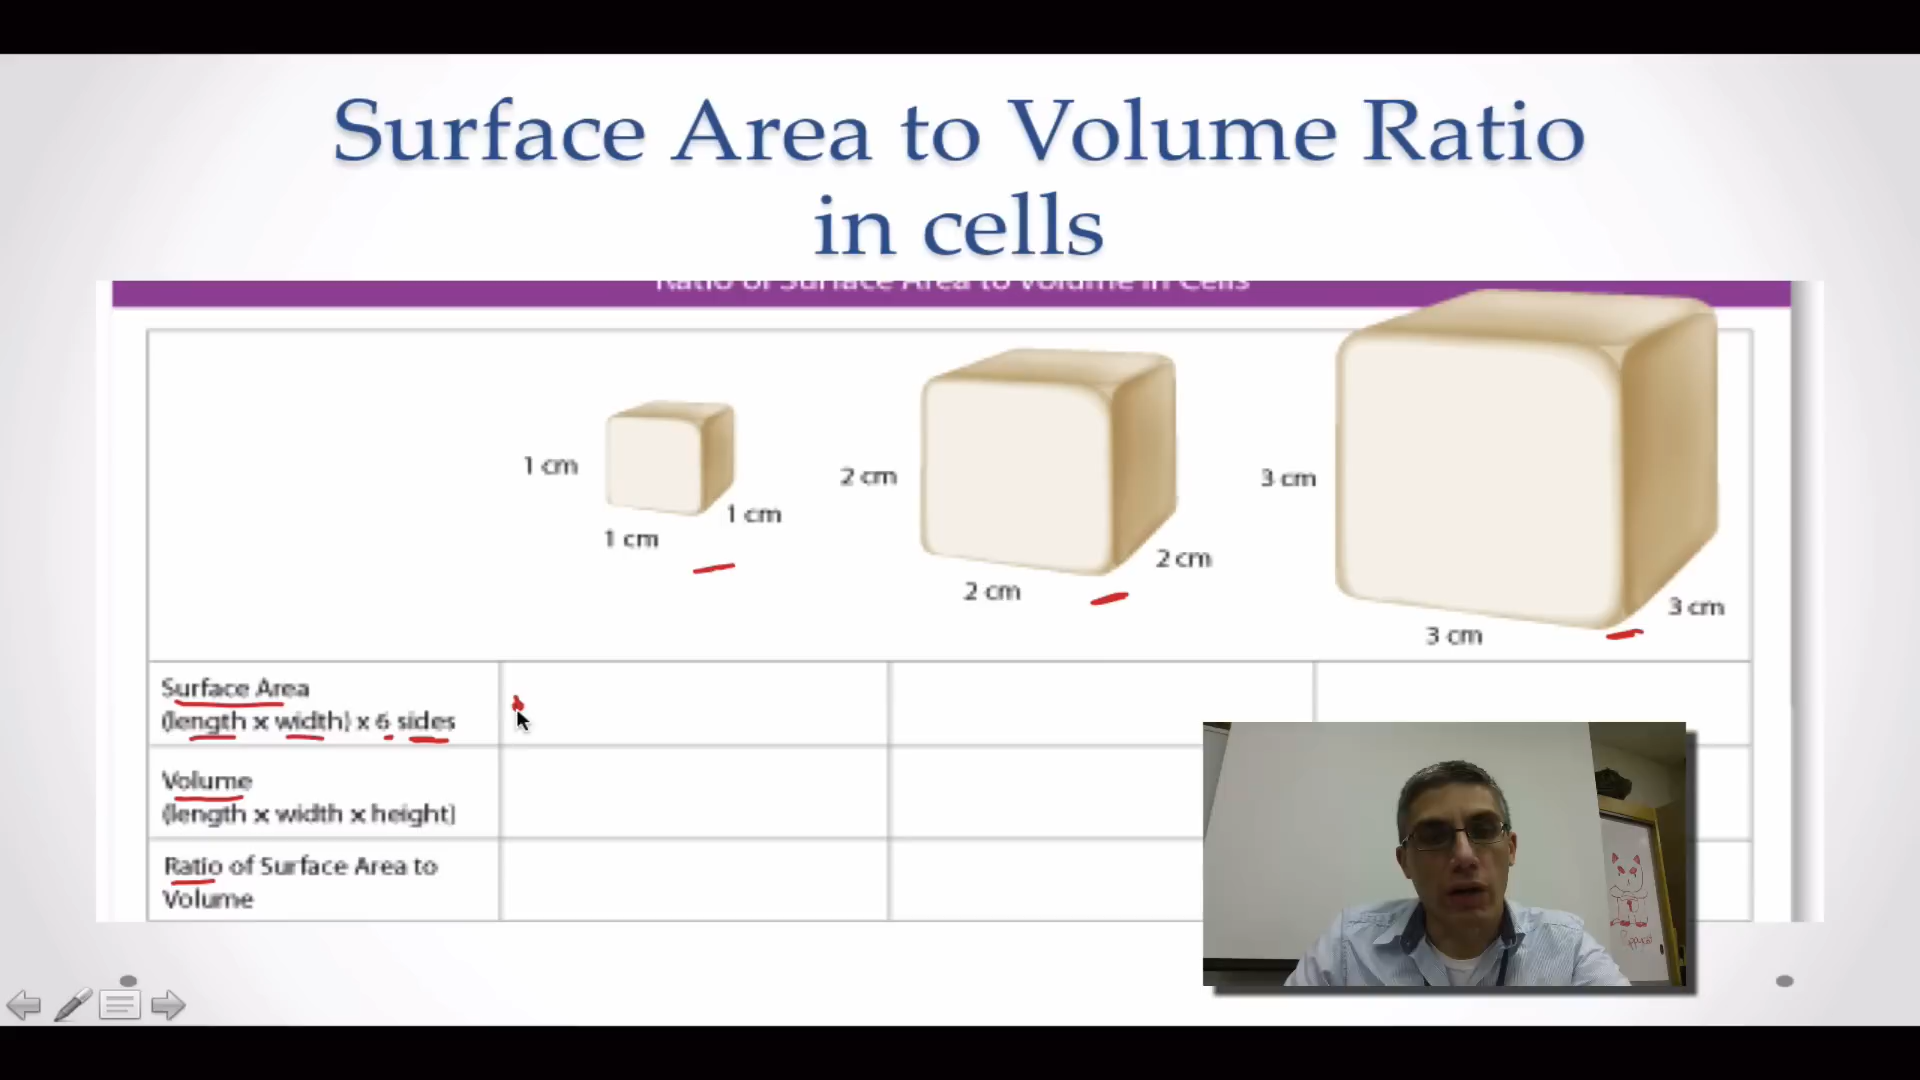 Surface Area to Volume Ratio
in cells
Ratio of Surface Area to Volume in Cells
1 cm
1 cm
1 cm
2 cm
2 cm
2 cm
3 cm
3 cm
3 cm
Surface Area
(length x width) x 6 sides
Volume
(length x width x height)
Ratio of Surface Area to
Volume